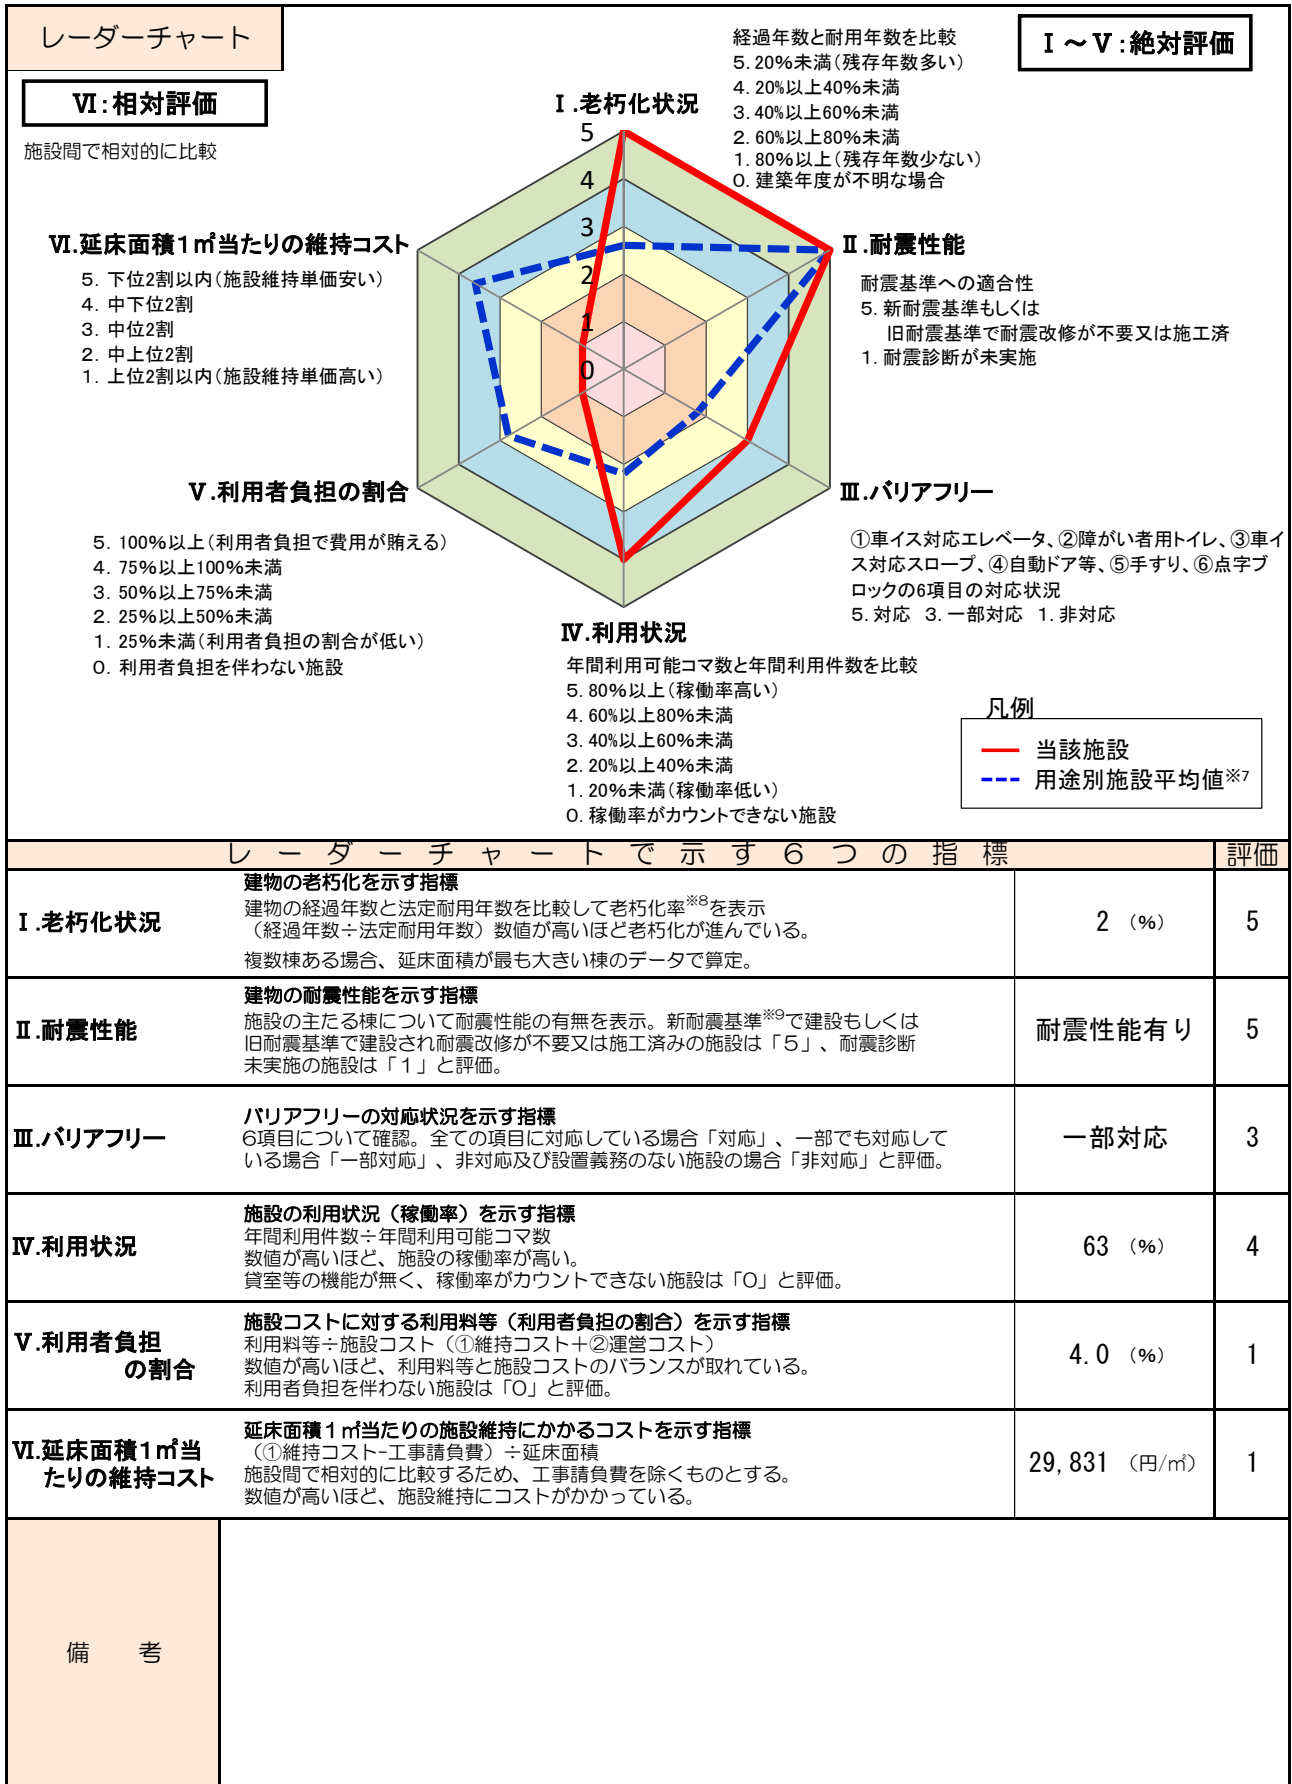 レーダーチャート
Ⅰ～Ⅴ:絶対評価
Ⅵ:相対評価
施設間で相対的に比較
Ⅰ.老朽化状況
経過年数と耐用年数を比較
5.20%未満(残存年数多い)
4.20%以上40%未満
3.40%以上60%未満
2.60%以上80%未満
1.80%以上(残存年数少ない)
0.建築年度が不明な場合
5
4
3
2
1
0
Ⅱ.耐震性能
耐震基準への適合性
5.新耐震基準もしくは
旧耐震基準で耐震改修が不要又は施工済
1.耐震診断が未実施
Ⅵ.延床面積1㎡当たりの維持コスト
5. 下位2割以内(施設維持単価安い)
4. 中下位2割
3. 中位2割
2. 中上位2割
1. 上位2割以内(施設維持単価高い)
Ⅴ.利用者負担の割合
5. 100%以上(利用者負担で費用が賄える)
4. 75%以上100%未満
3. 50%以上75%未満
2. 25%以上50%未満
1. 25%未満(利用者負担の割合が低い)
0. 利用者負担を伴わない施設
Ⅲ.バリアフリー
①車イス対応エレベータ、②障がい者用トイレ、③車イ
ス対応スロープ、④自動ドア等、⑤手すり、⑥点字ブ
ロックの6項目の対応状況
5.対応 3.一部対応 1.非対応
Ⅳ.利用状況
年間利用可能コマ数と年間利用件数を比較
5.80%以上(稼働率高い)
4.60%以上80%未満
3.40%以上60%未満
2.20%以上40%未満
1.20%未満(稼働率低い)
0.稼働率がカウントできない施設
凡例
当該施設
用途別施設平均値※7
レーダーチャートで示す6つの指標 評価
Ⅰ.老朽化状況
建物の老朽化を示す指標
建物の経過年数と法定耐用年数を比較して老朽化率※8を表示
(経過年数÷法定耐用年数)数値が高いほど老朽化が進んでいる。
複数棟ある場合、延床面積が最も大きい棟のデータで算定。
2 (%) 5
Ⅱ.耐震性能
建物の耐震性能を示す指標
施設の主たる棟について耐震性能の有無を表示。新耐震基準※9で建設もしくは
旧耐震基準で建設され耐震改修が不要又は施工済みの施設は「5」、耐震診断
未実施の施設は「1」と評価。
耐震性能有り 5
Ⅲ.バリアフリー
バリアフリーの対応状況を示す指標
6項目について確認。全ての項目に対応している場合「対応」、一部でも対応して
いる場合「一部対応」、非対応及び設置義務のない施設の場合「非対応」と評価。
一部対応 3
Ⅳ.利用状況
施設の利用状況(稼働率)を示す指標
年間利用件数÷年間利用可能コマ数
数値が高いほど、施設の稼働率が高い。
貸室等の機能が無く、稼働率がカウントできない施設は「0」と評価。
63 (%) 4
Ⅴ.利用者負担
の割合
施設コストに対する利用料等(利用者負担の割合)を示す指標
利用料等÷施設コスト(①維持コスト+②運営コスト)
数値が高いほど、利用料等と施設コストのバランスが取れている。
利用者負担を伴わない施設は「0」と評価。
4.0 (%) 1
Ⅵ.延床面積1㎡当
たりの維持コスト
延床面積1㎡当たりの施設維持にかかるコストを示す指標
(①維持コスト-工事請負費)÷延床面積
施設間で相対的に比較するため、工事請負費を除くものとする。
数値が高いほど、施設維持にコストがかかっている。
29,831 (円/㎡) 1
備 考